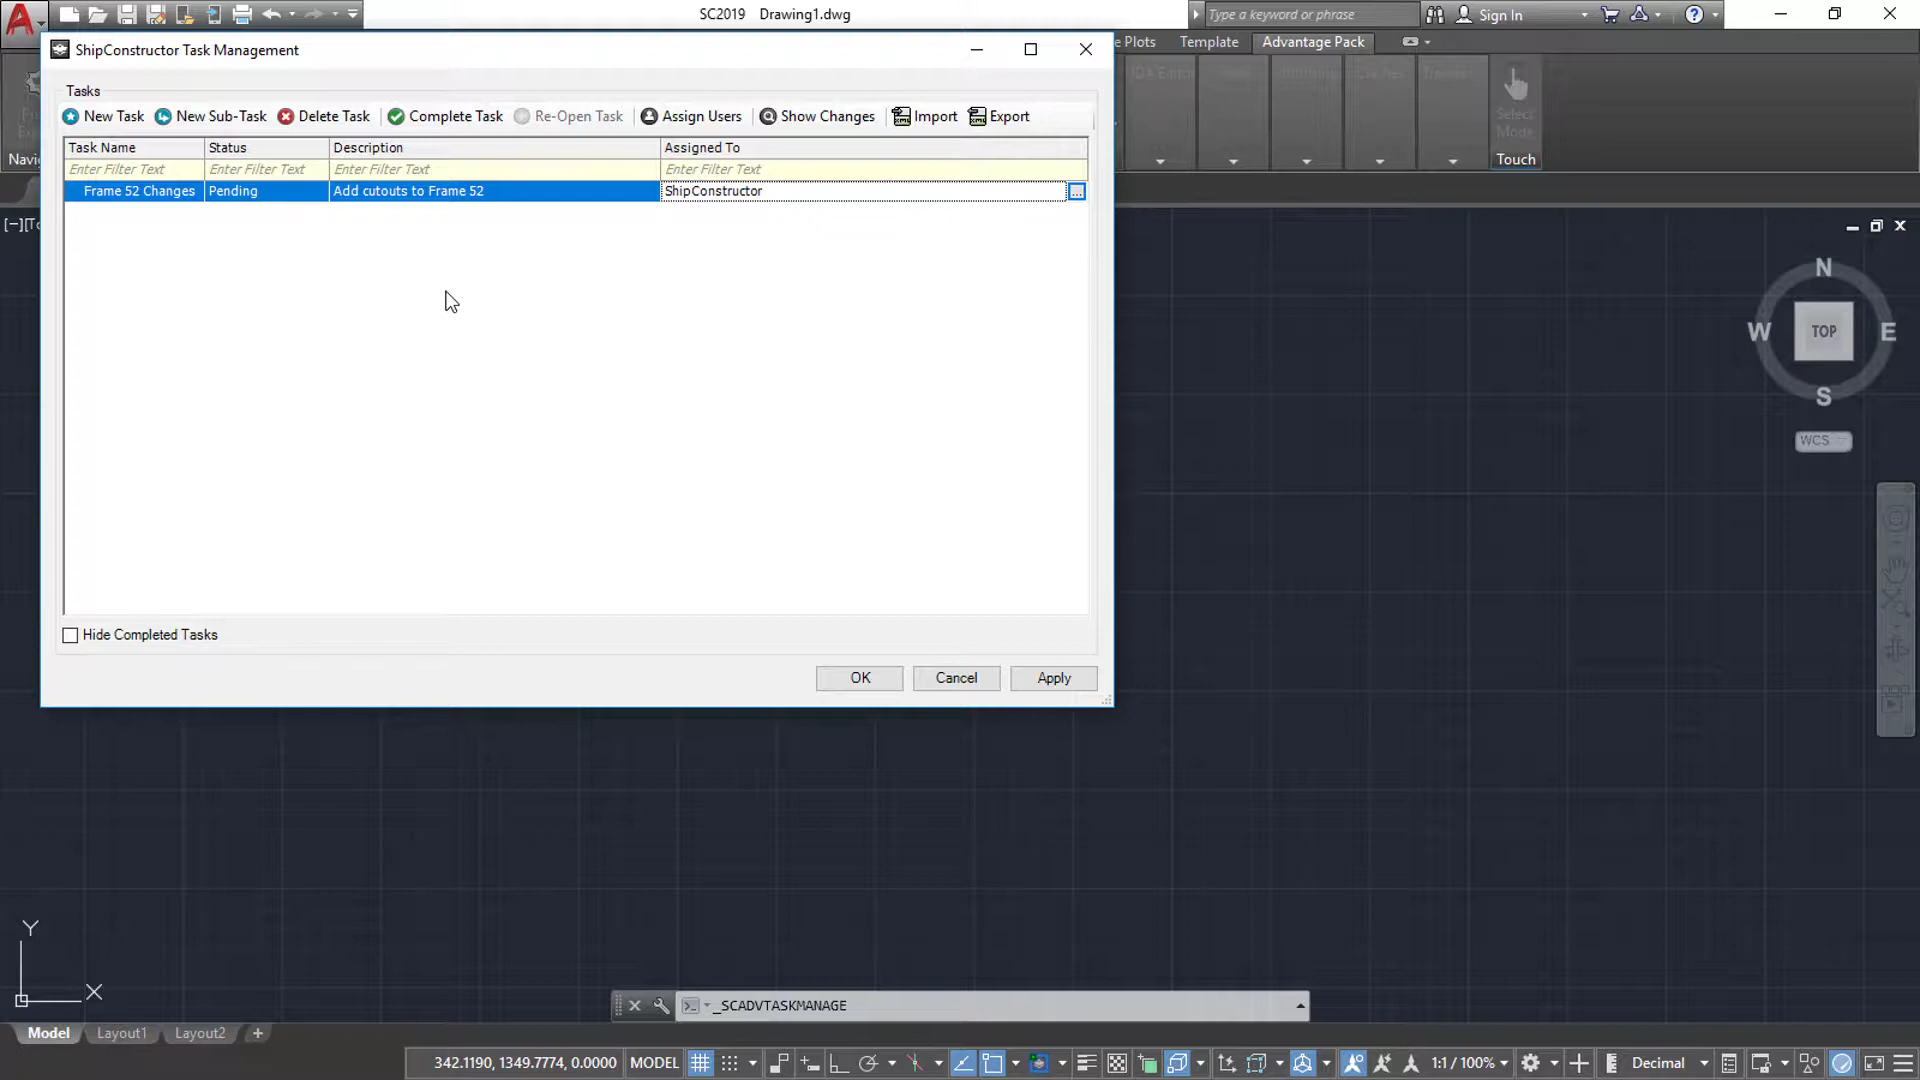 SC2019 Drawing1.dwg
Type a keyword or phrase
Sign In
ShipConstructor Task Management
Plots
Template
Advantage Pack
Tasks
New Task
New Sub-Task
Delete Task
Complete Task
Re-Open Task
Assign Users
Show Changes
Import
Export
Select
Mode
Touch
Task Name
Status
Description
Assigned To
Enter Filter Text
Enter Filter Text
Enter Filter Text
Enter Filter Text
Frame 52 Changes
Pending
Add cutouts to Frame 52
ShipConstructor
...
N
W
TOP
E
S
WCS
Hide Completed Tasks
OK
Cancel
Apply
Y
X
_SCADVTASKMANAGE
Model
Layout1
Layout2
+
342.1190, 1349.7774, 0.0000
MODEL
1:1 / 100%
Decimal